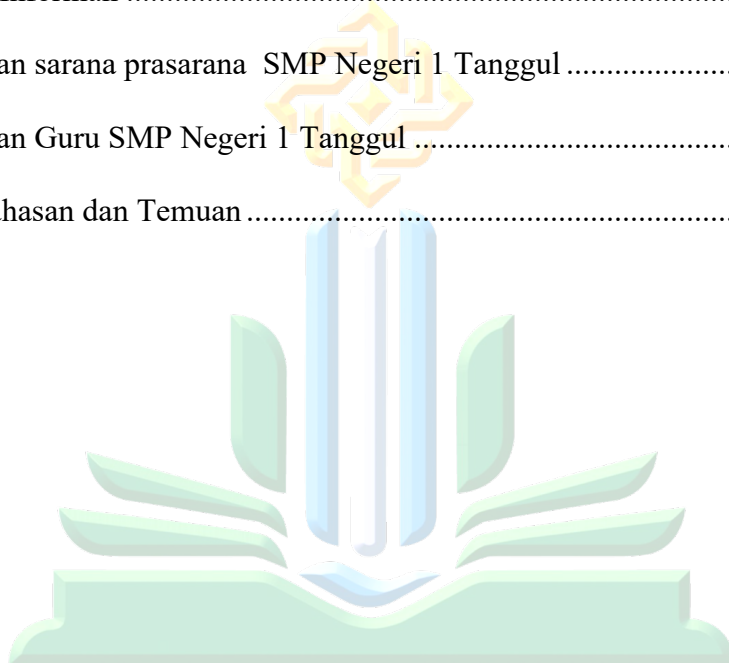 an sarana prasarana SMP Negeri 1 Tanggul ....................
an Guru SMP Negeri 1 Tanggul .......................................
hasan dan Temuan ...............................................................